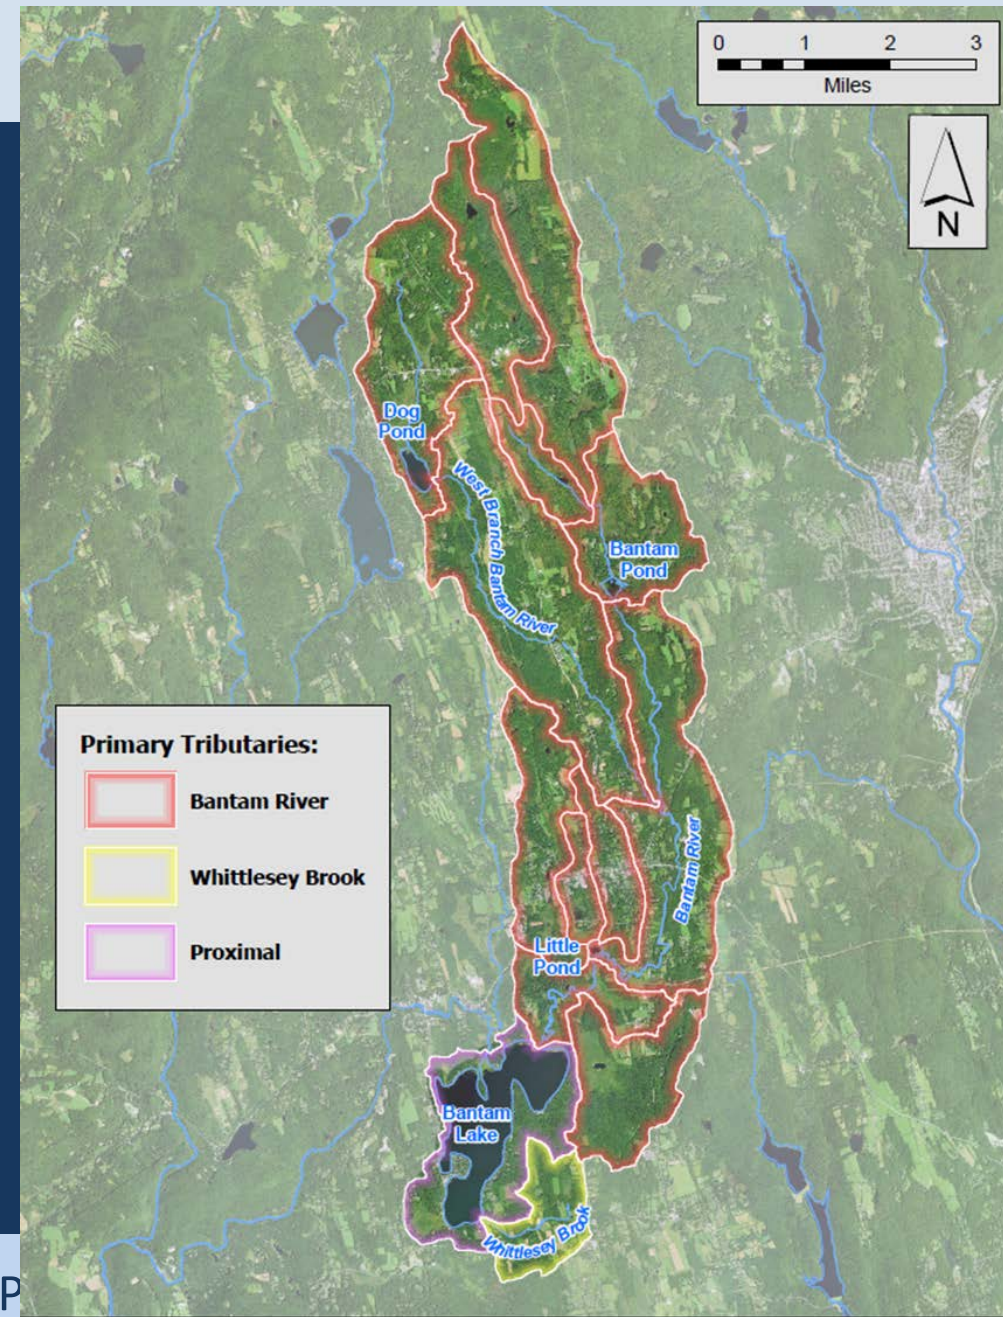 0 1 2 3
Miles
N
Dog
Pond
West Branch Bantam River
Bantam
Pond
Primary Tributaries:
Bantam River
Whittlesey Brook
Proximal
Bantam River
Little
Pond
Bantam
Lake
Whittlesey Brook
P